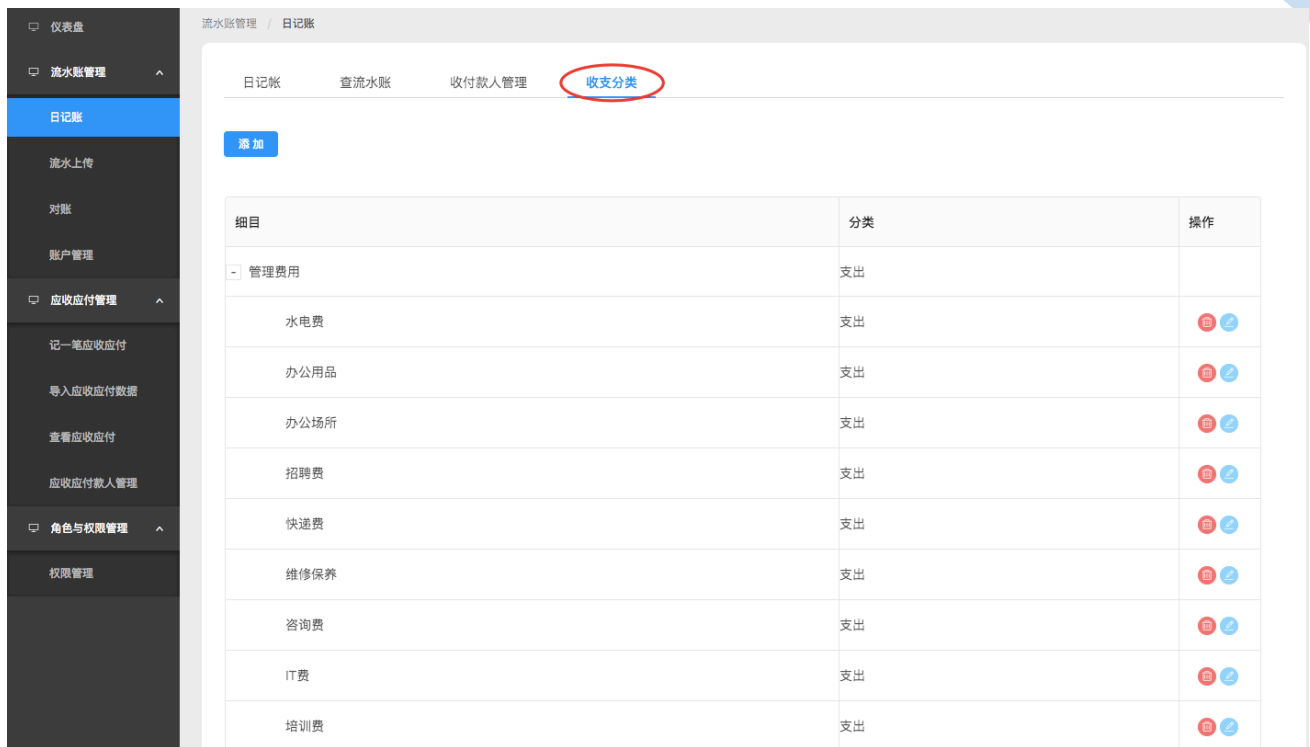 仪表盘
流水账管理
日记账
流水上传
对账
账户管理
应收应付管理
记一笔应收应付
导入应收应付数据
查看应收应付
应收应付款人管理
角色与权限管理
权限管理
流水账管理 / 日记账
日记帐 查流水账 收付款人管理 收支分类
添 加
细目 分类 操作
- 管理费用 支出
水电费 支出
办公用品 支出
办公场所 支出
招聘费 支出
快递费 支出
维修保养 支出
咨询费 支出
IT费 支出
培训费 支出